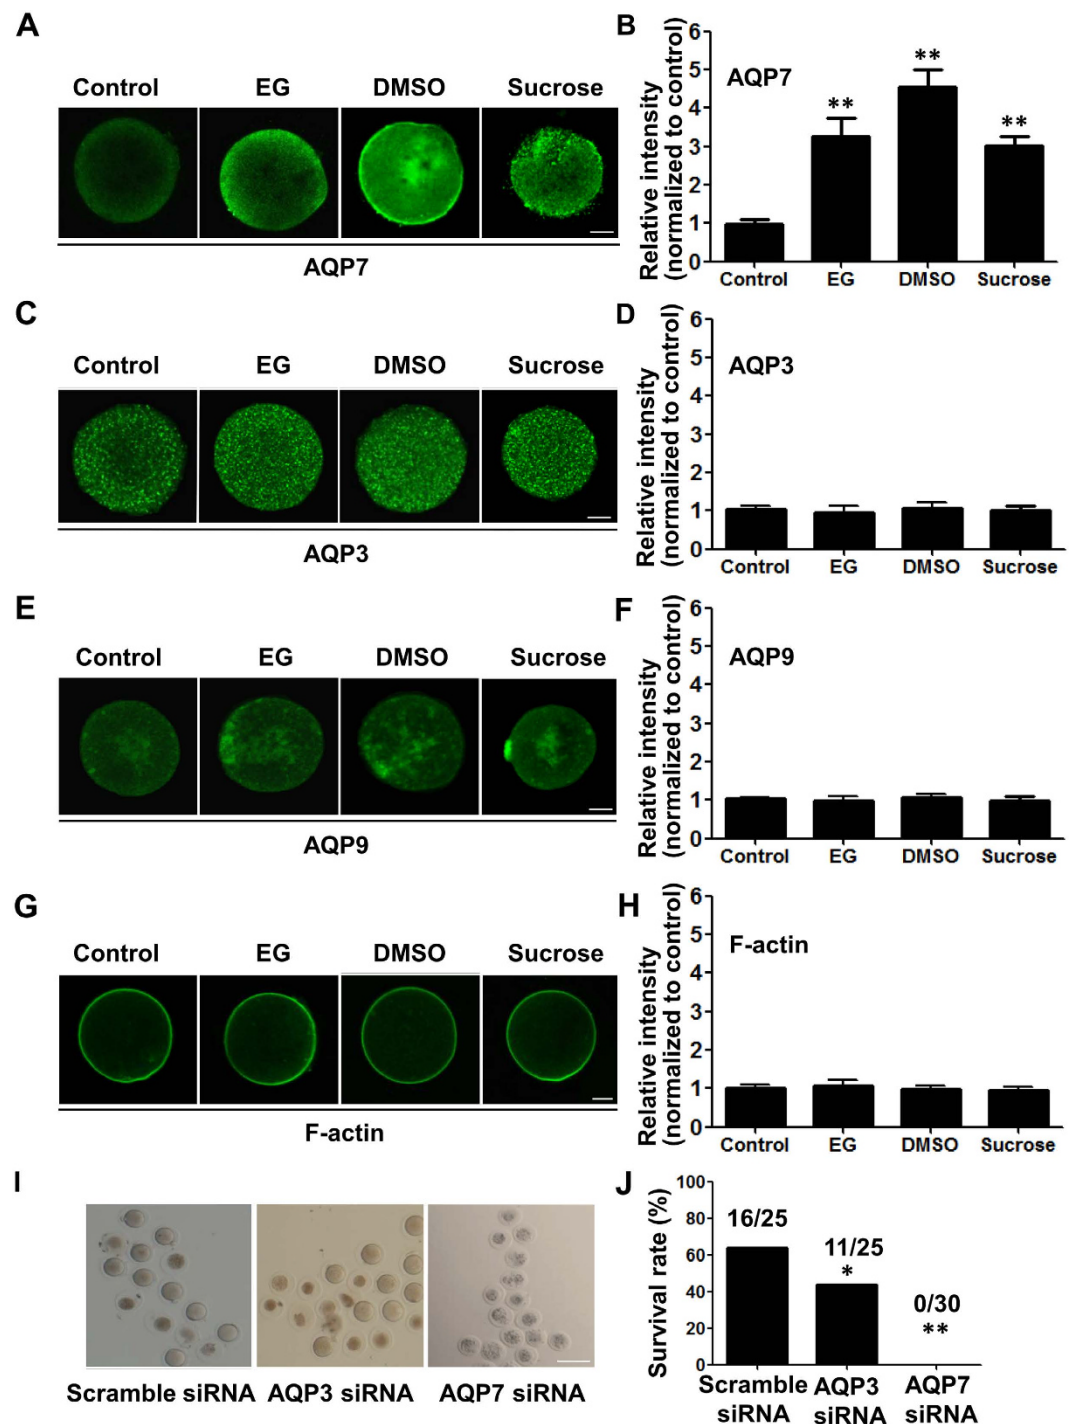 A
Control EG DMSO Sucrose
AQP7
B
Relative intensity
(normalized to control)
6
5
4
3
2
1
0
AQP7
**
**
**
Control EG DMSO Sucrose
C
Control EG DMSO Sucrose
AQP3
D
Relative intensity
(normalized to control)
6
5
4
3
2
1
0
AQP3
Control EG DMSO Sucrose
E
Control EG DMSO Sucrose
AQP9
F
Relative intensity
(normalized to control)
6
5
4
3
2
1
0
AQP9
Control EG DMSO Sucrose
G
Control EG DMSO Sucrose
F-actin
H
Relative intensity
(normalized to control)
6
5
4
3
2
1
0
F-actin
Control EG DMSO Sucrose
I
Scramble siRNA AQP3 siRNA AQP7 siRNA
J
Survival rate (%)
100
80
60
40
20
0
16/25
11/25
*
0/30
**
Scramble AQP3 AQP7
siRNA siRNA siRNA